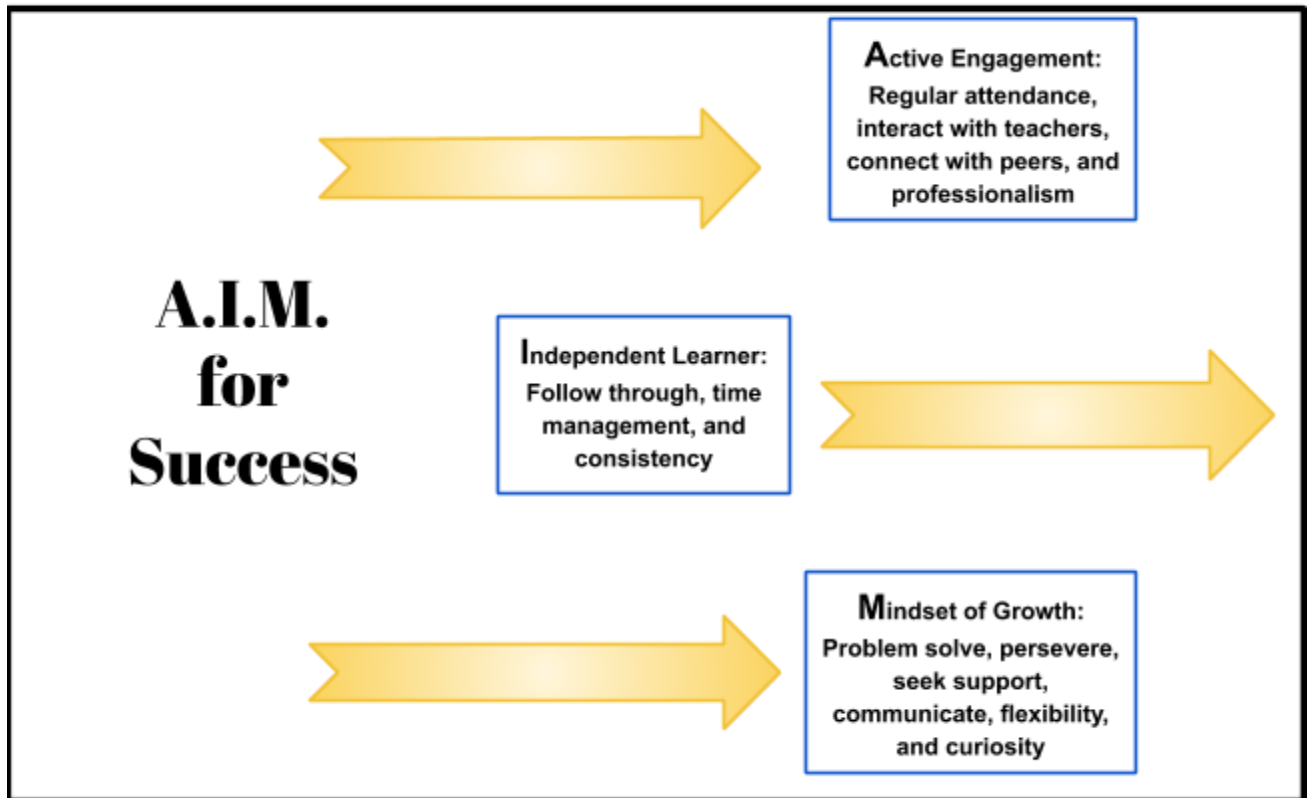 A.I.M.
for
Success
Active Engagement:
Regular attendance,
interact with teachers,
connect with peers, and
professionalism
Independent Learner:
Follow through, time
management, and
consistency
Mindset of Growth:
Problem solve, persevere,
seek support,
communicate, flexibility,
and curiosity